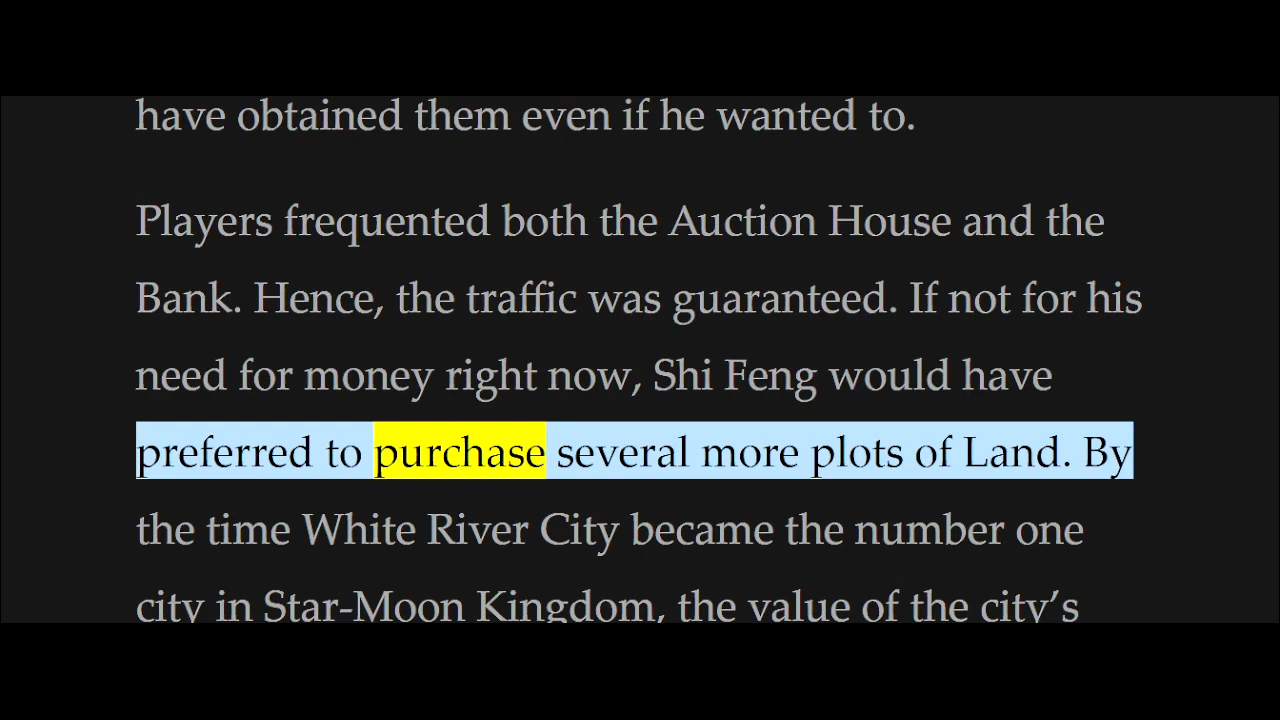 have obtained them even if he wanted to.
Players frequented both the Auction House and the
Bank. Hence, the traffic was guaranteed. If not for his
need for money right now, Shi Feng would have
preferred to purchase several more plots of Land. By
the time White River City became the number one
city in Star-Moon Kingdom, the value of the city’s